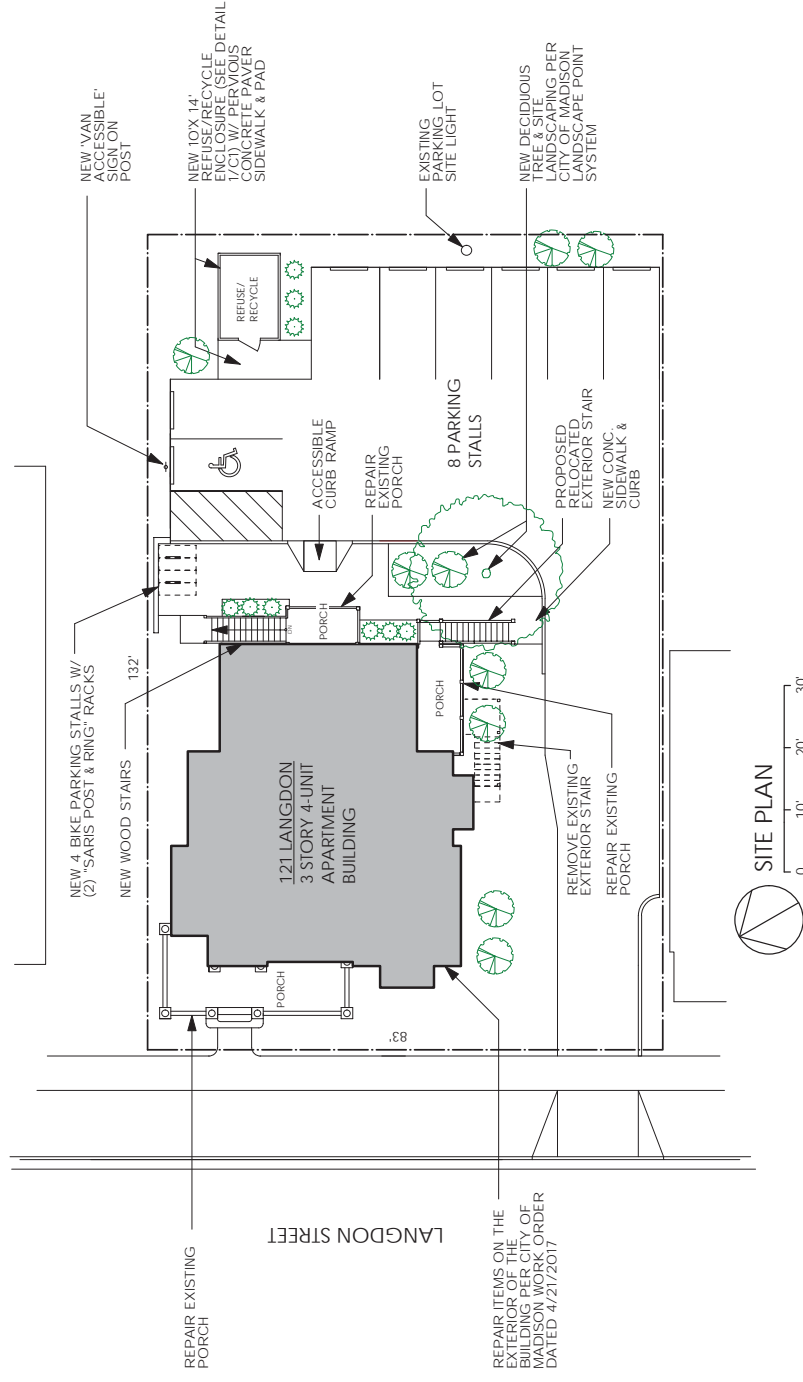 NEW 'VAN
ACCESSIBLE'
SIGN ON
POST
NEW 10'X 14'
REFUSE/RECYCLE
ENCLOSURE (SEE DETAIL
1/C1) W/ PERVIOUS
CONCRETE PAVER
SIDEWALK & PAD
EXISTING
PARKING LOT
SITE LIGHT
NEW DECIDUOUS
TREE & SITE
LANDSCAPING PER
CITY OF MADISON
LANDSCAPE POINT
SYSTEM
REFUSE/
RECYCLE
8 PARKING
STALLS
ACCESSIBLE
CURB RAMP
REPAIR
EXISTING
PORCH
PROPOSED
RELOCATED
EXTERIOR STAIR
NEW CONC.
SIDEWALK &
CURB
NEW 4 BIKE PARKING STALLS W/
(2) "SARIS POST & RING" RACKS
132'
NEW WOOD STAIRS
DN
PORCH
PORCH
121 LANGDON
3 STORY 4-UNIT
APARTMENT
BUILDING
REMOVE EXISTING
EXTERIOR STAIR
REPAIR EXISTING
PORCH
PORCH
83'
REPAIR EXISTING
PORCH
LANGDON STREET
REPAIR ITEMS ON THE
EXTERIOR OF THE
BUILDING PER CITY OF
MADISON WORK ORDER
DATED 4/21/2017
SITE PLAN
0 10' 20' 30'